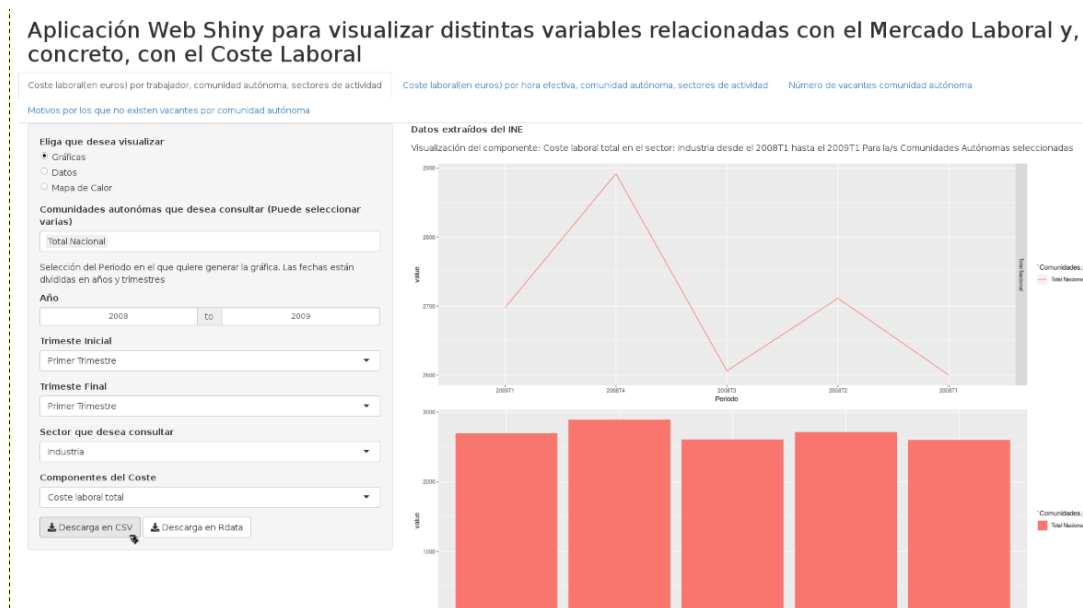 Aplicación Web Shiny para visualizar distintas variables relacionadas con el Mercado Laboral y,
concreto, con el Coste Laboral
Coste laboral(en euros) por trabajador, comunidad autónoma, sectores de actividad
Coste laboral(en euros) por hora efectiva, comunidad autónoma, sectores de actividad
Número de vacantes comunidad autónoma
Motivos por los que no existen vacantes por comunidad autónoma
Eliga que desea visualizar
Gráficas
Datos
Mapa de Calor
Comunidades autonómas que desea consultar (Puede seleccionar
varias)
Total Nacional
Selección del Periodo en el que quiere generar la gráfica. Las fechas están
divididas en años y trimestres
Año
2008 to 2009
Trimeste Inicial
Primer Trimestre
Trimeste Final
Primer Trimestre
Sector que desea consultar
Industria
Componentes del Coste
Coste laboral total
Descarga en CSV
Descarga en Rdata
Datos extraídos del INE
Visualización del componente: Coste laboral total en el sector: Industria desde el 2008T1 hasta el 2009T1 Para la/s Comunidades Autónomas seleccionadas
2900
2800
2700
2600
value
2009T1 2008T4 2008T3 2008T2 2008T1
Periodo
Total Nacional
`Comunidades.
Total Naciona
3000
2000
1000
value
`Comunidades.
Total Naciona